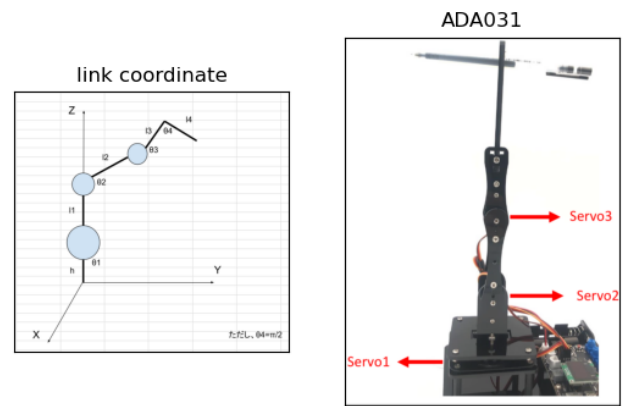 link coordinate
ADA031
Z
l4
l3
θ4
l2
θ3
θ2
l1
θ1
h
Y
X
ただし、θ4=π/2
Servo3
Servo2
Servo1